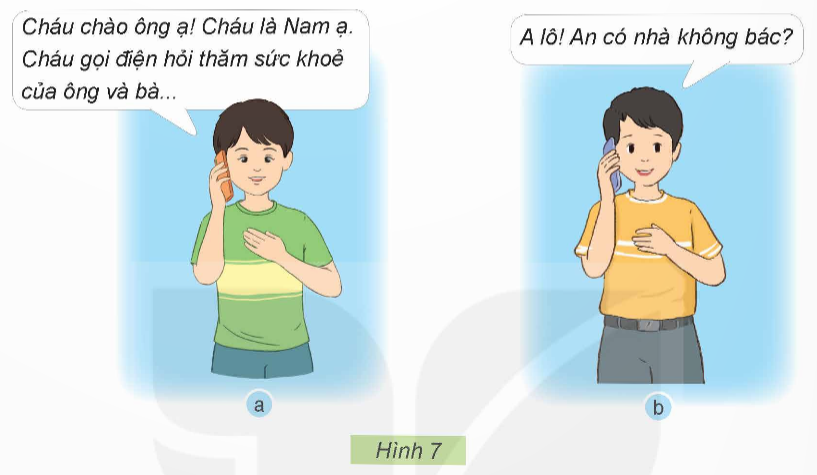 Cháu chào ông ạ! Cháu là Nam ạ.
Cháu gọi điện hỏi thăm sức khoẻ
của ông và bà...
A lô! An có nhà không bác?
a
b
Hình 7